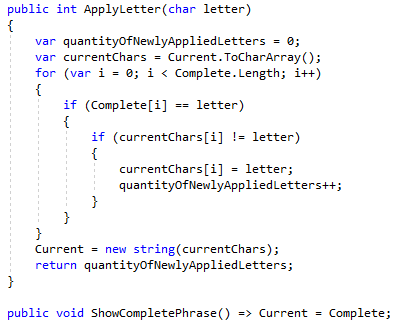 public int ApplyLetter(char letter)
{
    var quantityOfNewlyAppliedLetters = 0;
    var currentChars = Current.ToCharArray();
    for (var i = 0; i < Complete.Length; i++)
    {
        if (Complete[i] == letter)
        {
            if (currentChars[i] != letter)
            {
                currentChars[i] = letter;
                quantityOfNewlyAppliedLetters++;
            }
        }
    }
    Current = new string(currentChars);
    return quantityOfNewlyAppliedLetters;
}

public void ShowCompletePhrase() => Current = Complete;